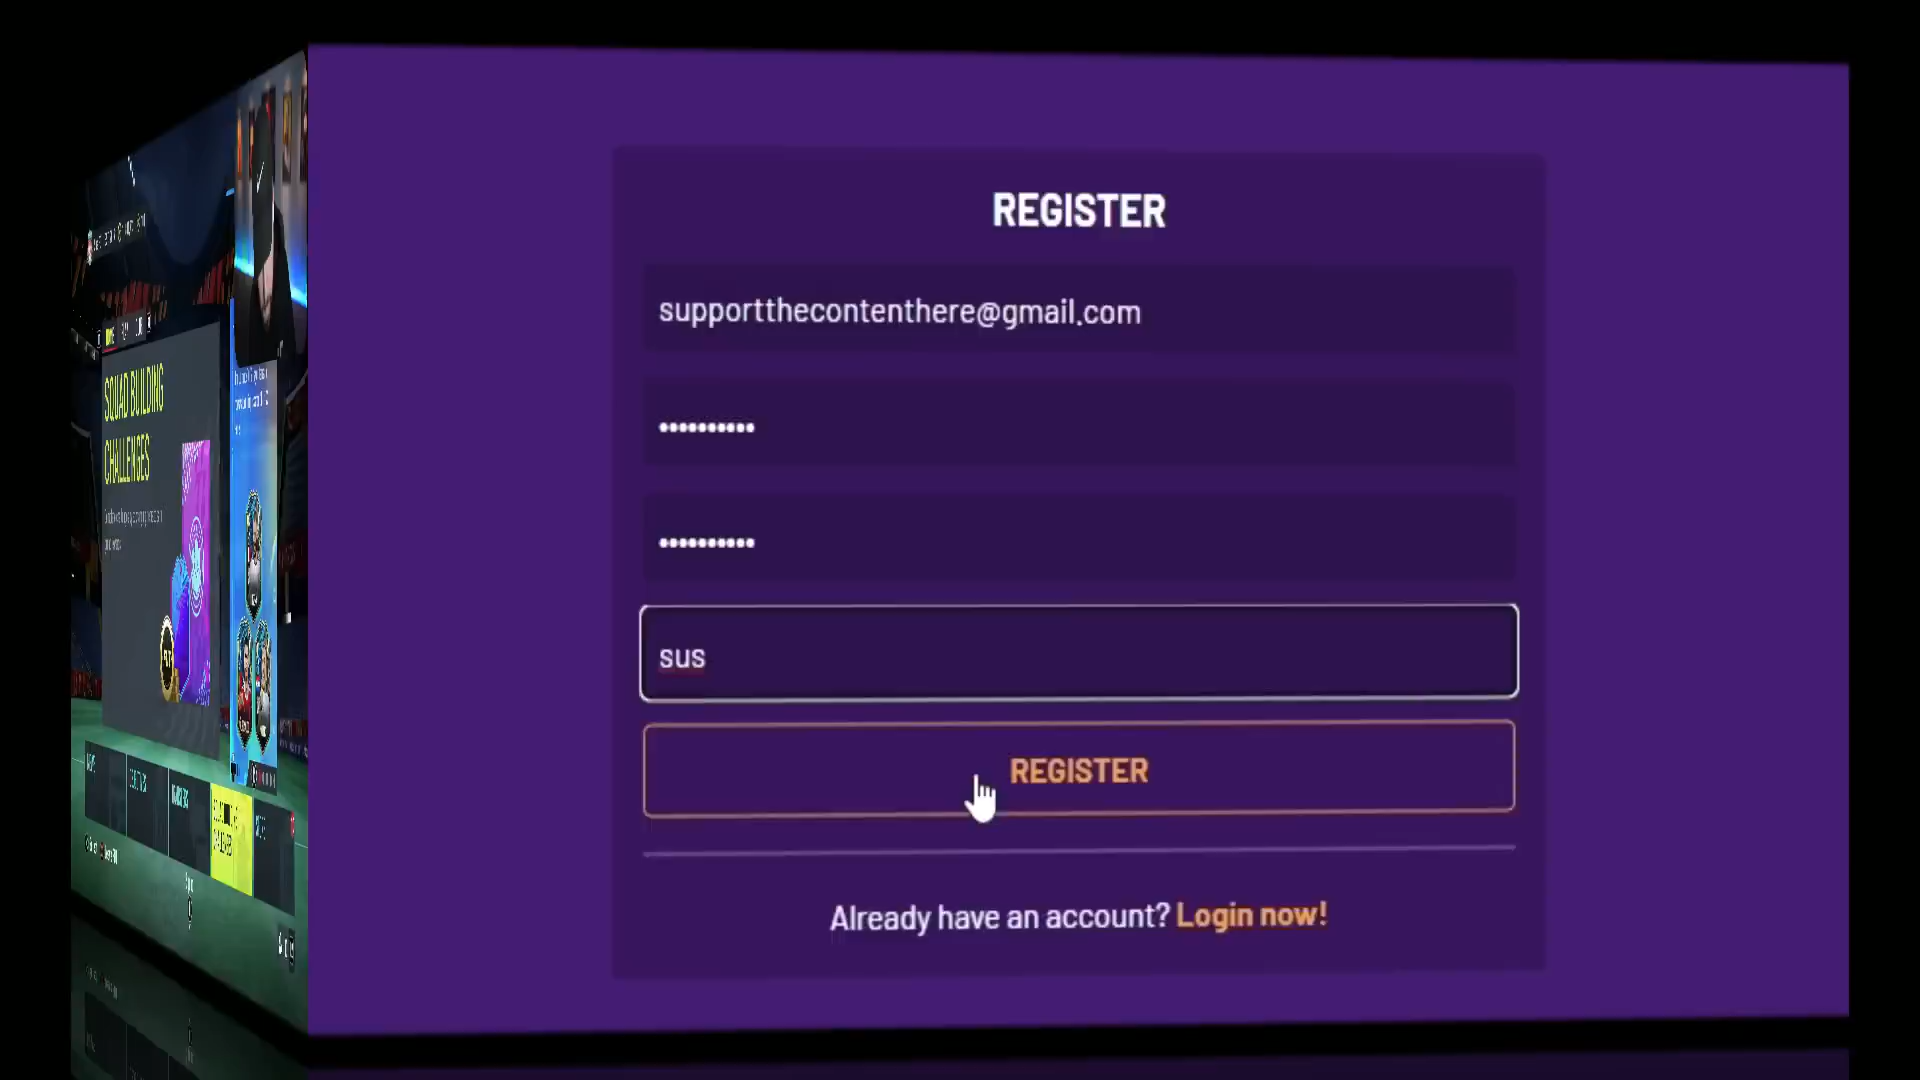 SQUAD BUILDING
CHALLENGES
REGISTER
supportthecontenthere@gmail.com
••••••••••
••••••••••
sus
REGISTER
Already have an account? Login now!